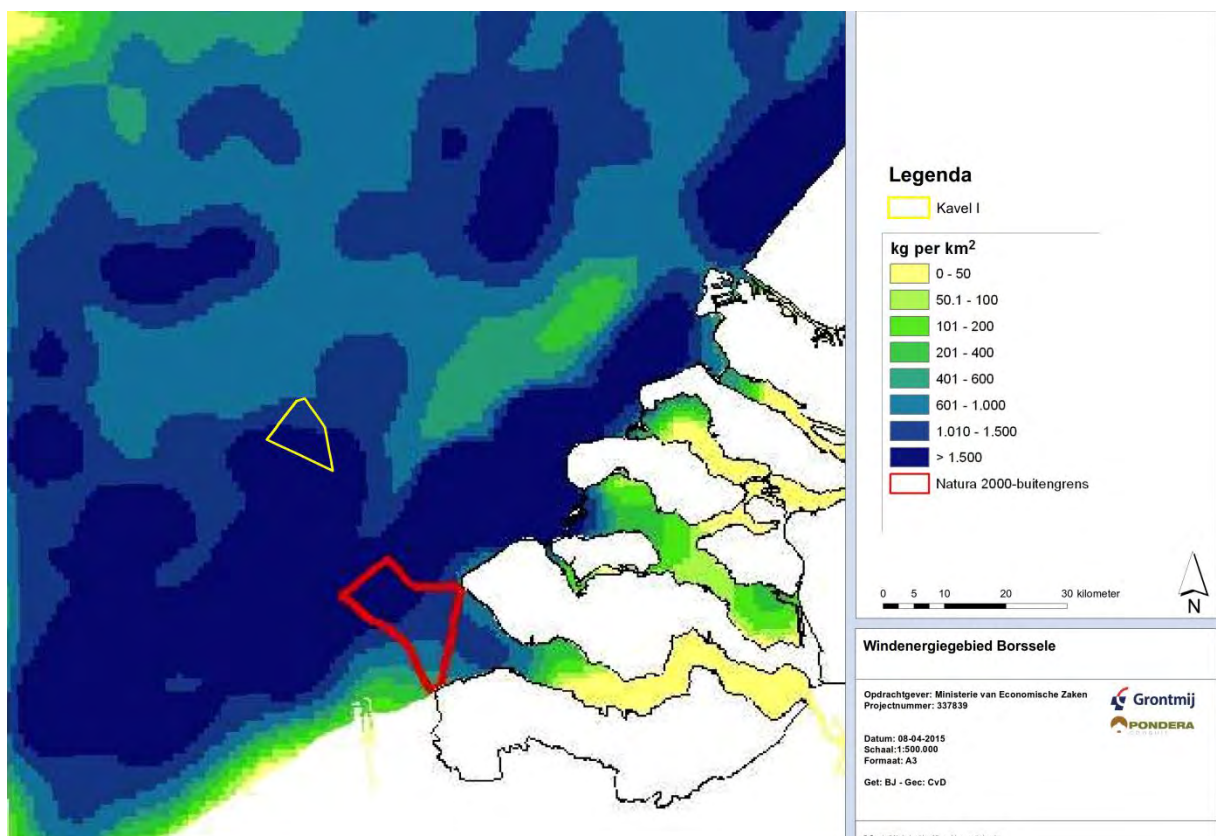 Legenda
Kavel I
kg per km2
0 - 50
50.1 - 100
101 - 200
201 - 400
401 - 600
601 - 1.000
1.010 - 1.500
> 1.500
Natura 2000-buitengrens
0 5 10 20 30 kilometer
N
Windenergiegebied Borssele
Opdrachtgever: Ministerie van Economische Zaken
Projectnummer: 337839
Grontmij
PONDERA
CONSULT
Datum: 08-04-2015
Schaal:1:500.000
Formaat: A3
Get: BJ - Gec: CvD